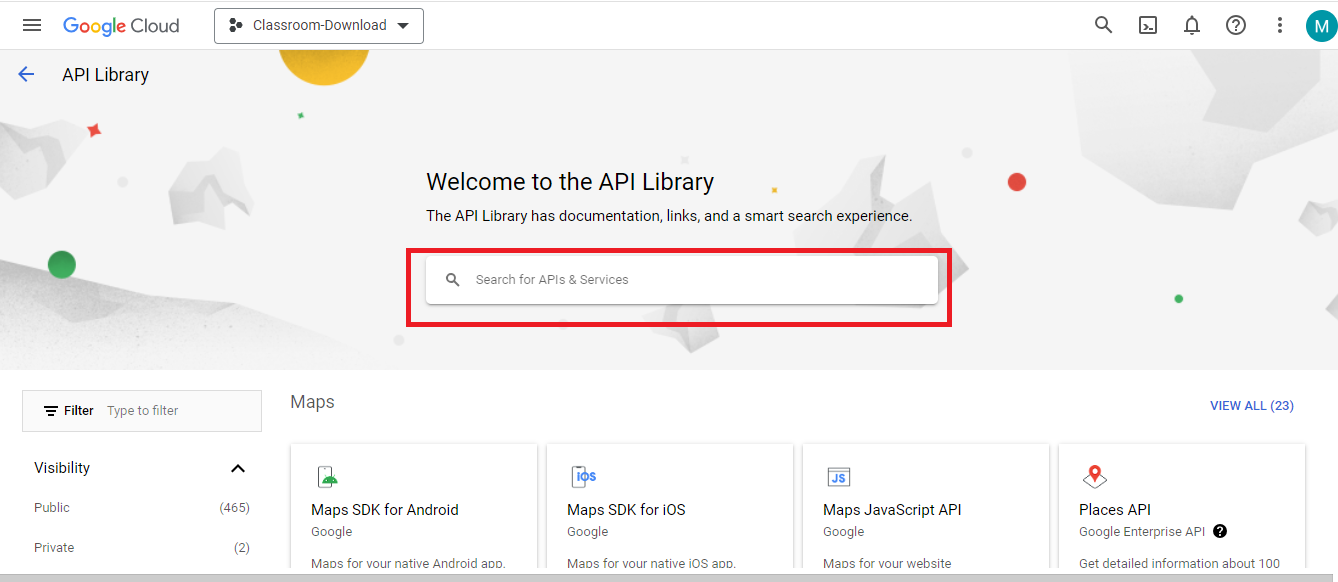 Google Cloud
Classroom-Download
M
API Library
Welcome to the API Library
The API Library has documentation, links, and a smart search experience.
Search for APIs & Services
Filter Type to filter
Visibility
Public (465)
Private (2)
Maps
VIEW ALL (23)
Maps SDK for Android
Google
Maps for your native Android app.
iOS
Maps SDK for iOS
Google
Maps for your native iOS app.
JS
Maps JavaScript API
Google
Maps for your website
Places API
Google Enterprise API
Get detailed information about 100